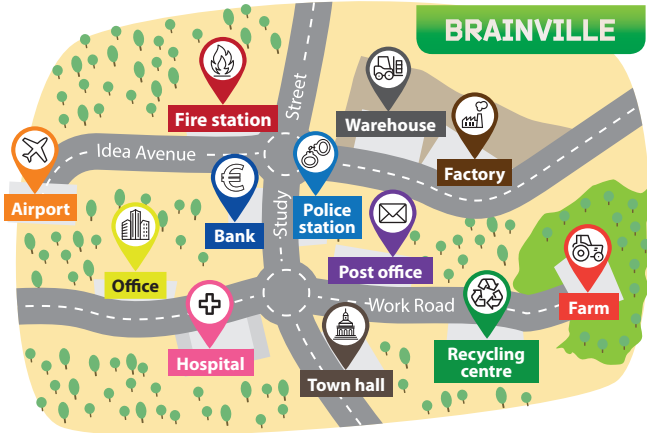 BRAINVILLE
Street
Fire station
Warehouse
Idea Avenue
Factory
Airport
Study
Police
station
Bank
Post office
Office
Work Road
Farm
Hospital
Recycling
centre
Town hall